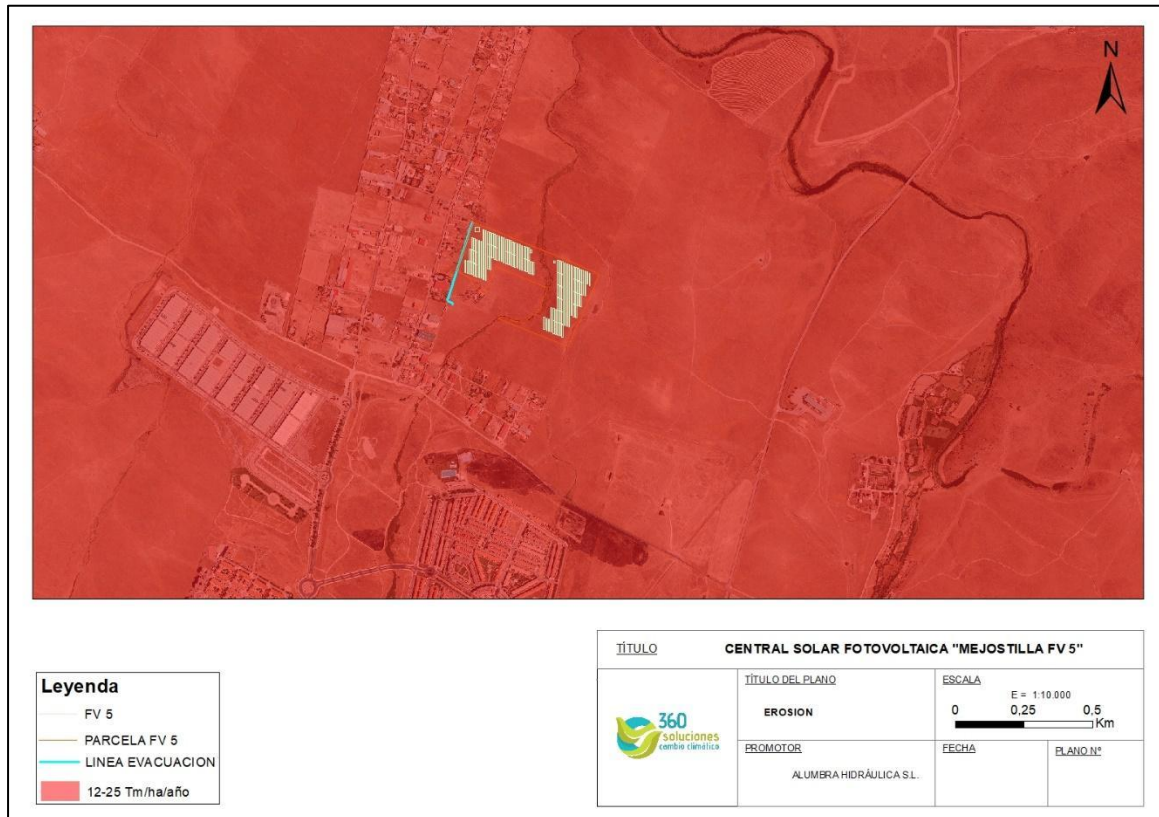 N
Leyenda
FV 5
PARCELA FV 5
LINEA EVACUACION
12-25 Tm/ha/año
TÍTULO
CENTRAL SOLAR FOTOVOLTAICA "MEJOSTILLA FV 5"
360
soluciones
cambio climático
TÍTULO DEL PLANO
EROSION
ESCALA
E = 1:10.000
0 0,25 0,5
Km
PROMOTOR
ALUMBRA HIDRÁULICA S.L.
FECHA
PLANO Nº